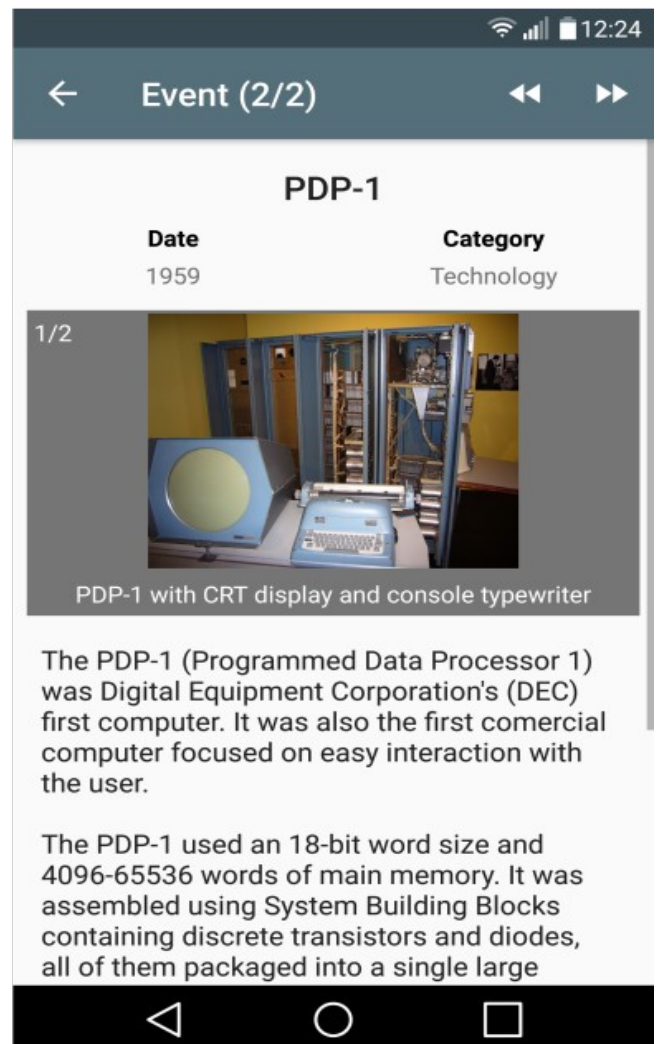 12:24
Event (2/2)
PDP-1
Date
Category
1959
Technology
1/2
PDP-1 with CRT display and console typewriter
The PDP-1 (Programmed Data Processor 1)
was Digital Equipment Corporation's (DEC)
first computer. It was also the first comercial
computer focused on easy interaction with
the user.
The PDP-1 used an 18-bit word size and
4096-65536 words of main memory. It was
assembled using System Building Blocks
containing discrete transistors and diodes,
all of them packaged into a single large